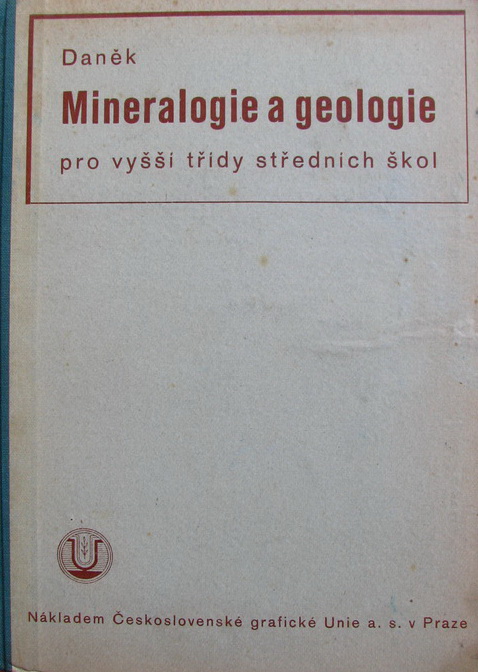 Daněk
Mineralogie a geologie
pro vyšší třídy středních škol
U
Nákladem Československé grafické Unie a. s. v Praze